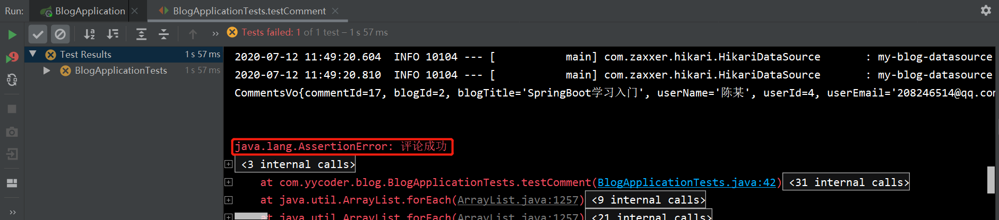 Run: BlogApplication BlogApplicationTests.testComment
Tests failed: 1 of 1 test – 1 s 57 ms
Test Results 1 s 57 ms
BlogApplicationTests 1 s 57 ms
2020-07-12 11:49:20.604  INFO 10104 --- [           main] com.zaxxer.hikari.HikariDataSource       : my-blog-datasource
2020-07-12 11:49:20.810  INFO 10104 --- [           main] com.zaxxer.hikari.HikariDataSource       : my-blog-datasource
CommentsVo{commentId=17, blogId=2, blogTitle='SpringBoot学习入门', userName='陈某', userId=4, userEmail='208246514@qq.com
java.lang.AssertionError: 评论成功
<3 internal calls>
at com.yycoder.blog.BlogApplicationTests.testComment(BlogApplicationTests.java:42) <31 internal calls>
at java.util.ArrayList.forEach(ArrayList.java:1257) <9 internal calls>
at java.util.ArrayList.forEach(ArrayList.java:1257) <21 internal calls>